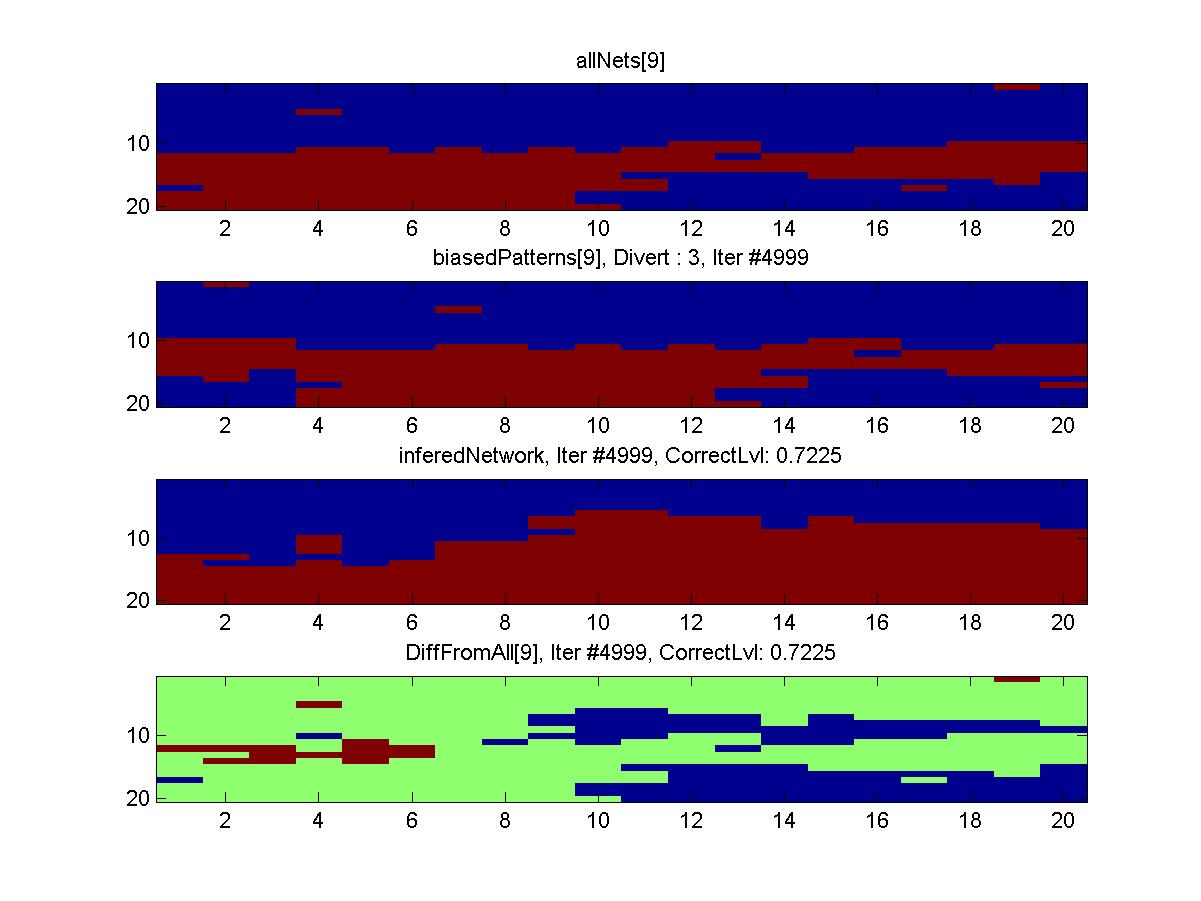 allNets[9]
10
20
2 4 6 8 10 12 14 16 18 20
biasedPatterns[9], Divert : 3, Iter #4999
10
20
2 4 6 8 10 12 14 16 18 20
inferedNetwork, Iter #4999, CorrectLvl: 0.7225
10
20
2 4 6 8 10 12 14 16 18 20
DiffFromAll[9], Iter #4999, CorrectLvl: 0.7225
10
20
2 4 6 8 10 12 14 16 18 20